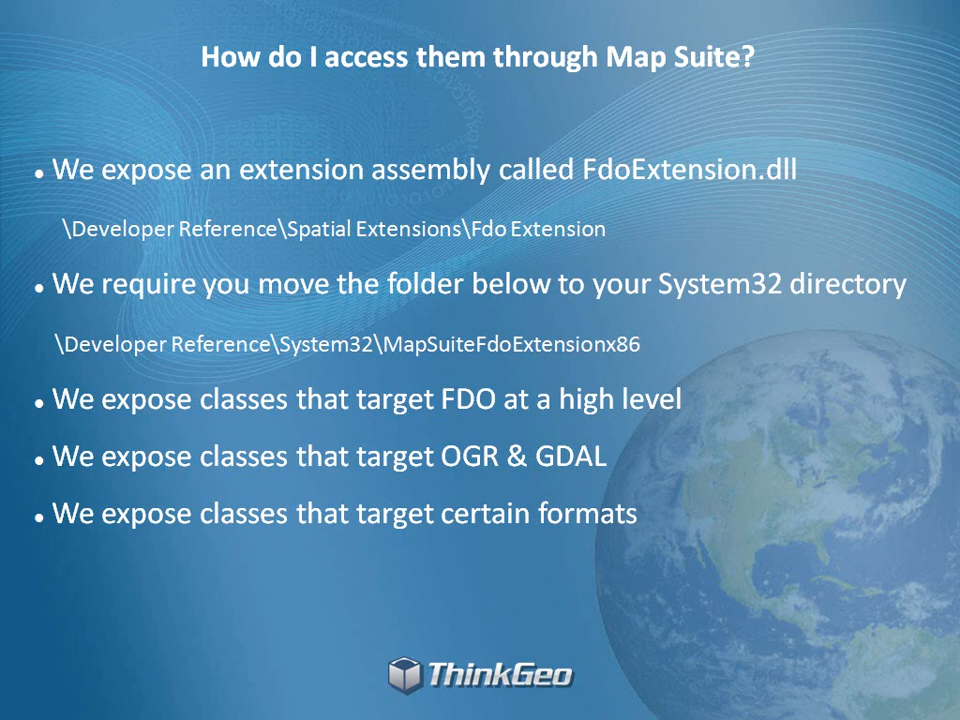 How do I access them through Map Suite?
• We expose an extension assembly called FdoExtension.dll
\Developer Reference\Spatial Extensions\Fdo Extension
• We require you move the folder below to your System32 directory
\Developer Reference\System32\MapSuiteFdoExtensionx86
• We expose classes that target FDO at a high level
• We expose classes that target OGR & GDAL
• We expose classes that target certain formats
ThinkGeo